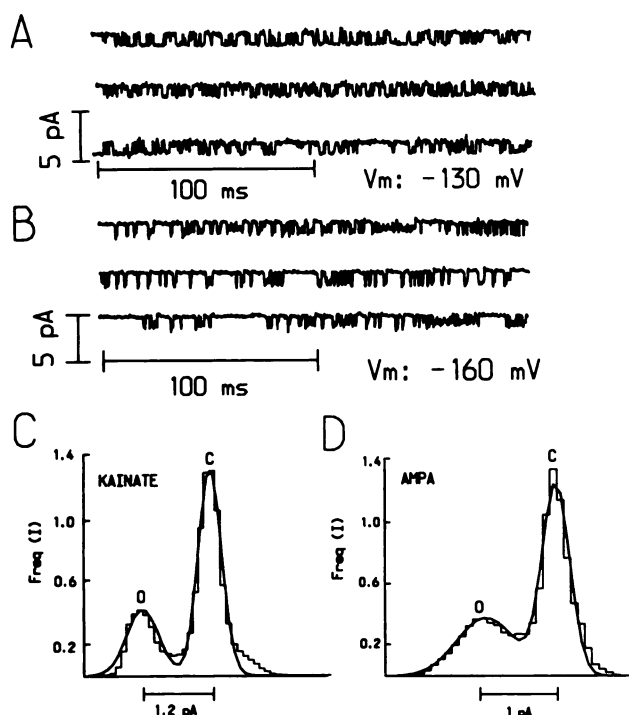 A
5 pA
100 ms
Vm: -130 mV
B
5 pA
100 ms
Vm: -160 mV
C
D
1.4
1.0
0.6
0.2
Freq (I)
KAINATE
O
C
1.2 pA
1.4
1.0
0.6
0.2
Freq (I)
AMPA
O
C
1 pA